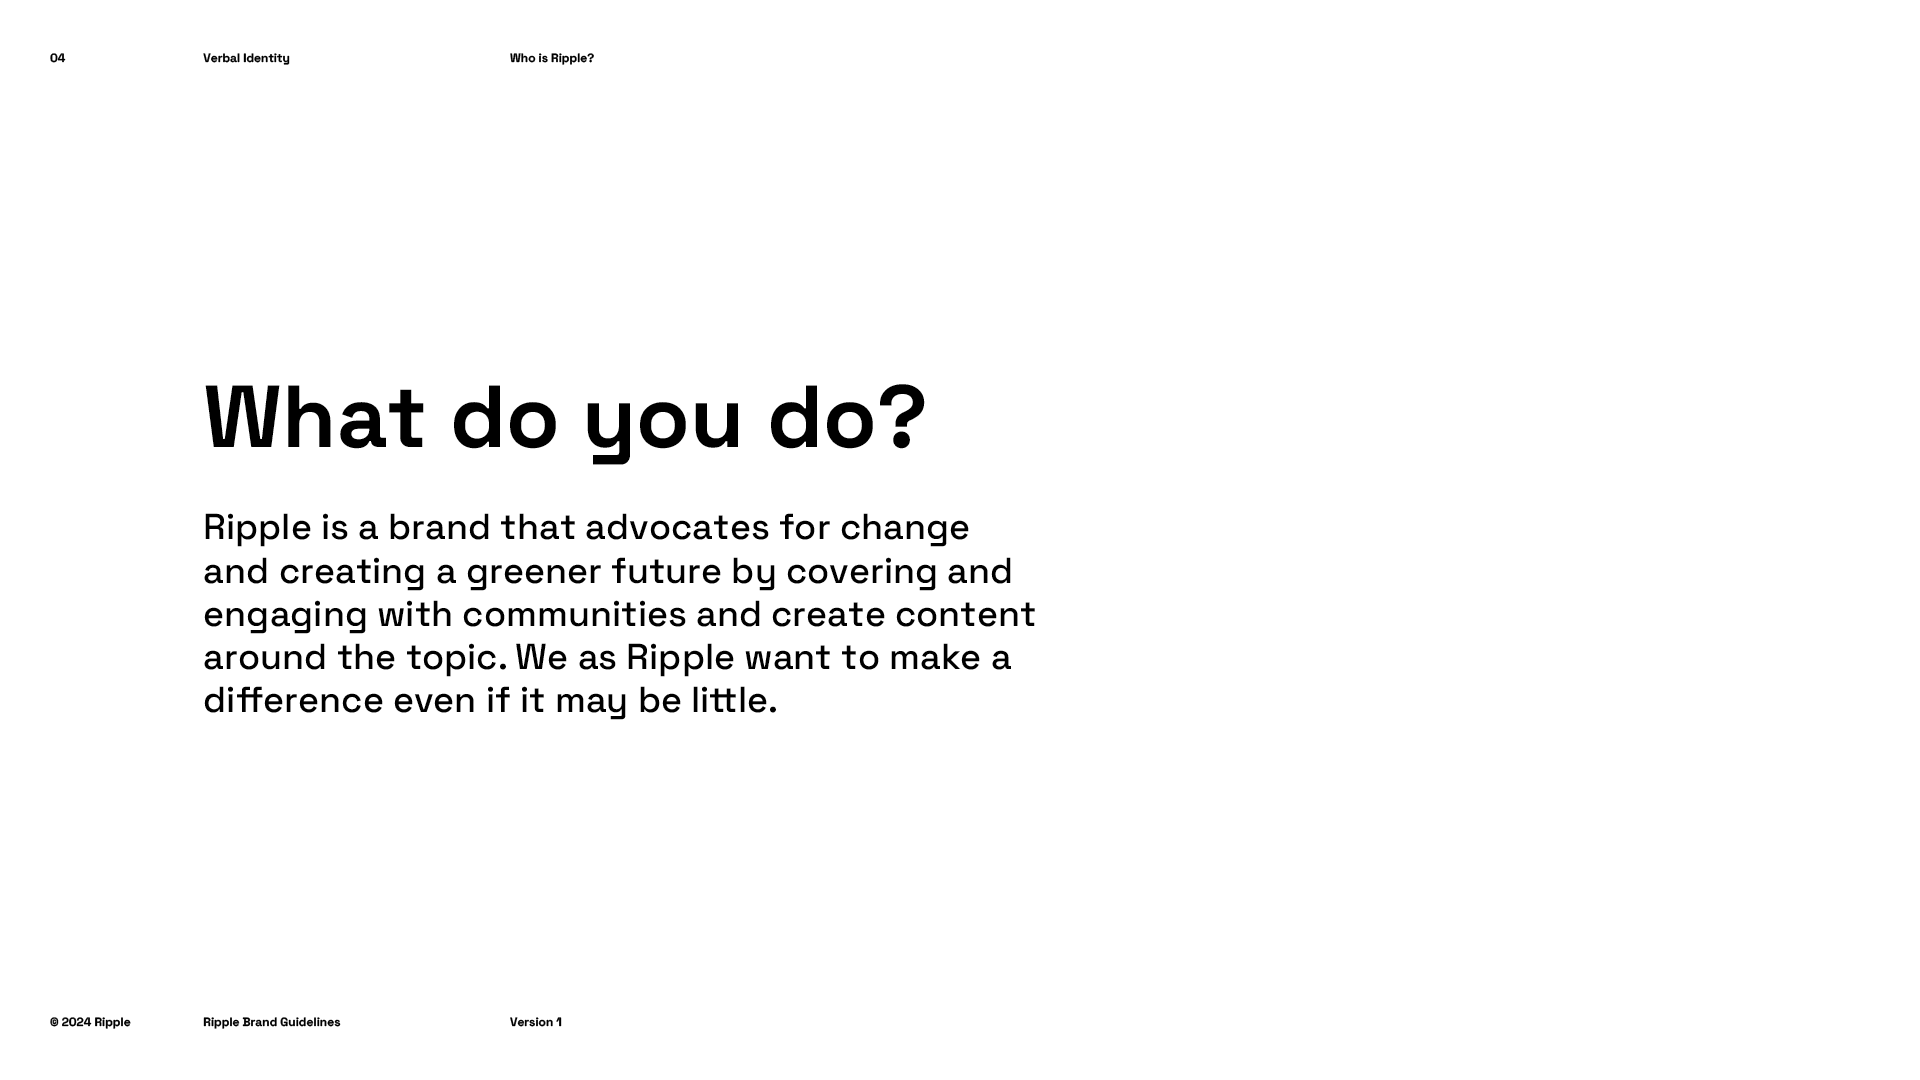 04
Verbal Identity
Who is Ripple?
What do you do?
Ripple is a brand that advocates for change
and creating a greener future by covering and
engaging with communities and create content
around the topic. We as Ripple want to make a
difference even if it may be little.
© 2024 Ripple
Ripple Brand Guidelines
Version 1